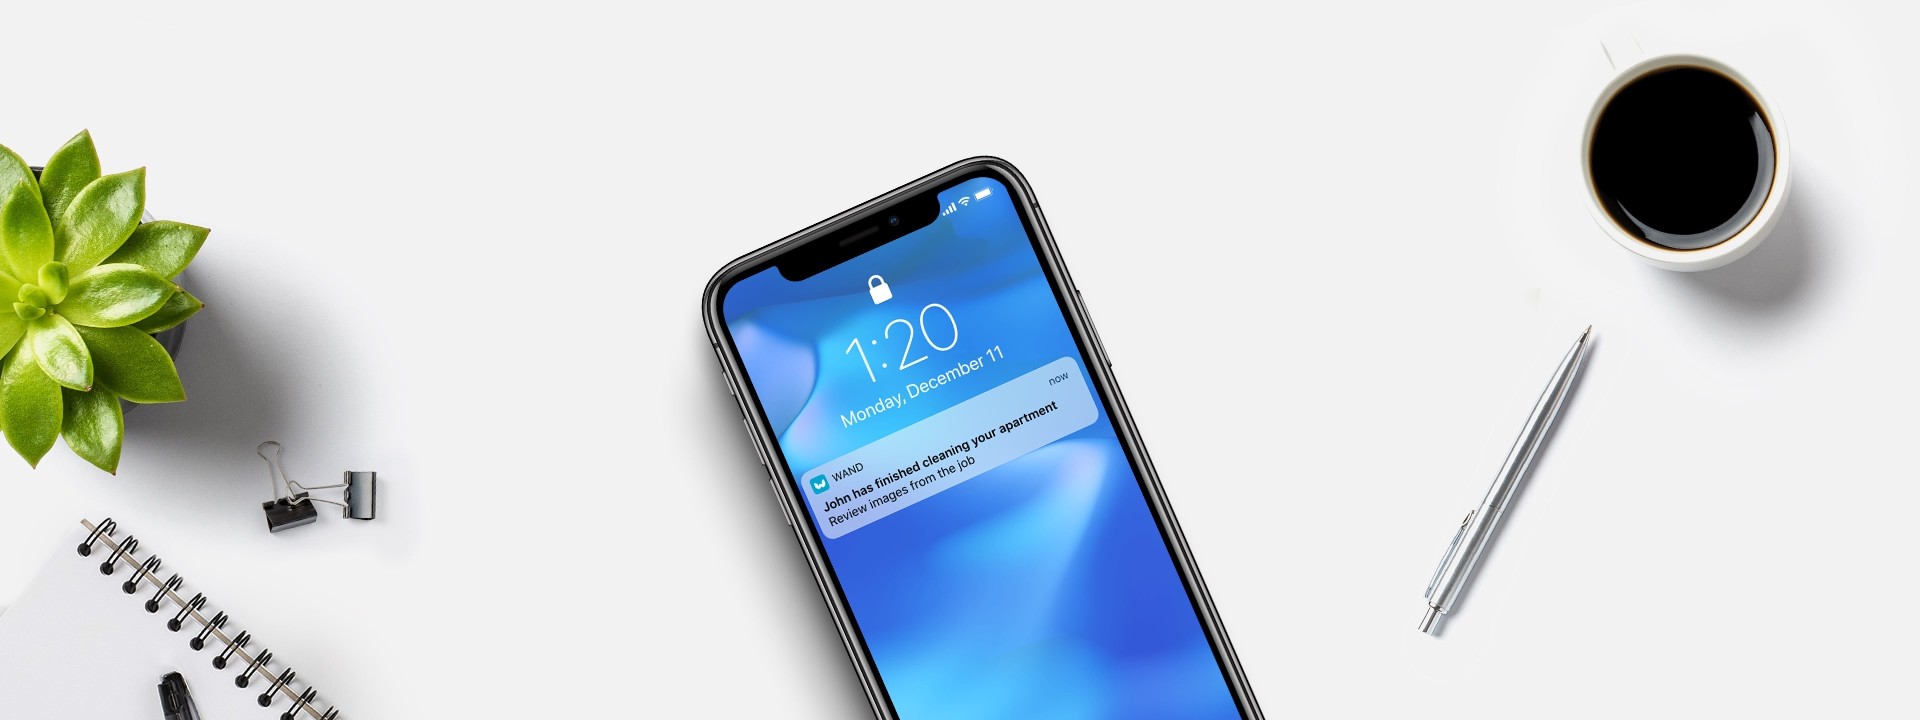 1:20
Monday, December 11
WAND
now
John has finished cleaning your apartment
Review images from the job